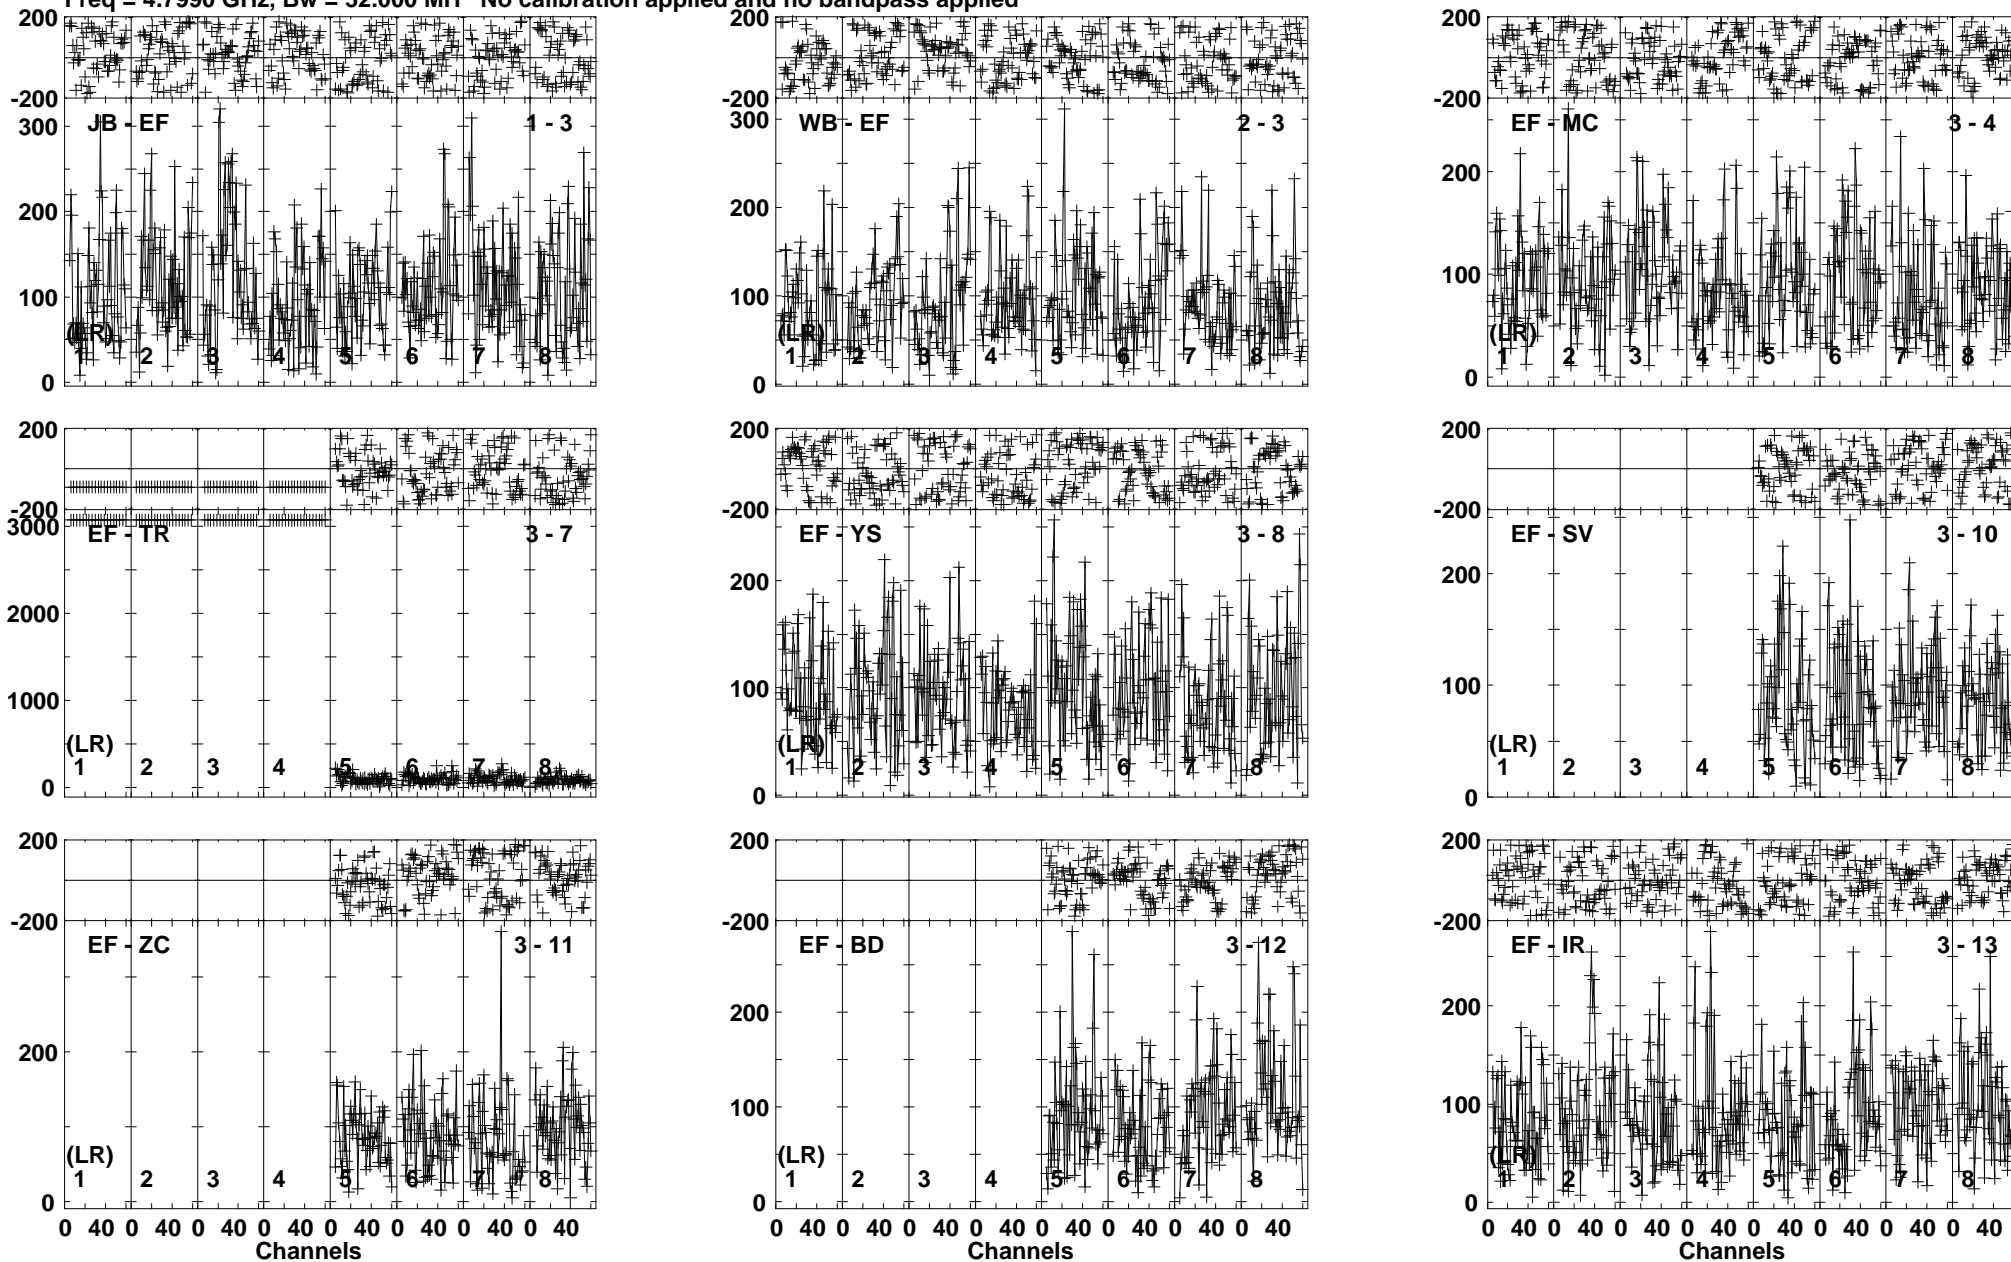 Freq = 4.7990 GHz, Bw = 32.000 MH No calibration applied and no bandpass applied
200
-200
300
200
100
0
JB - EF 1 - 3
(LR)
1 2 3 4 5 6 7 8
200
-200
300
200
100
0
WB - EF 2 - 3
(LR)
1 2 3 4 5 6 7 8
200
-200
200
100
0
EF - MC 3 - 4
(LR)
1 2 3 4 5 6 7 8
200
-200
3000
2000
1000
0
EF - TR 3 - 7
(LR)
1 2 3 4 5 6 7 8
200
-200
200
100
0
EF - YS 3 - 8
(LR)
1 2 3 4 5 6 7 8
200
-200
200
100
0
EF - SV 3 - 10
(LR)
1 2 3 4 5 6 7 8
200
-200
200
0
EF - ZC 3 - 11
(LR)
1 2 3 4 5 6 7 8
0 40 0 40 0 40 0 40 0 40 0 40 0 40 0 40
Channels
200
-200
200
100
0
EF - BD 3 - 12
(LR)
1 2 3 4 5 6 7 8
0 40 0 40 0 40 0 40 0 40 0 40 0 40 0 40
Channels
200
-200
200
100
0
EF - IR 3 - 13
(LR)
1 2 3 4 5 6 7 8
0 40 0 40 0 40 0 40 0 40 0 40 0 40 0 40
Channels